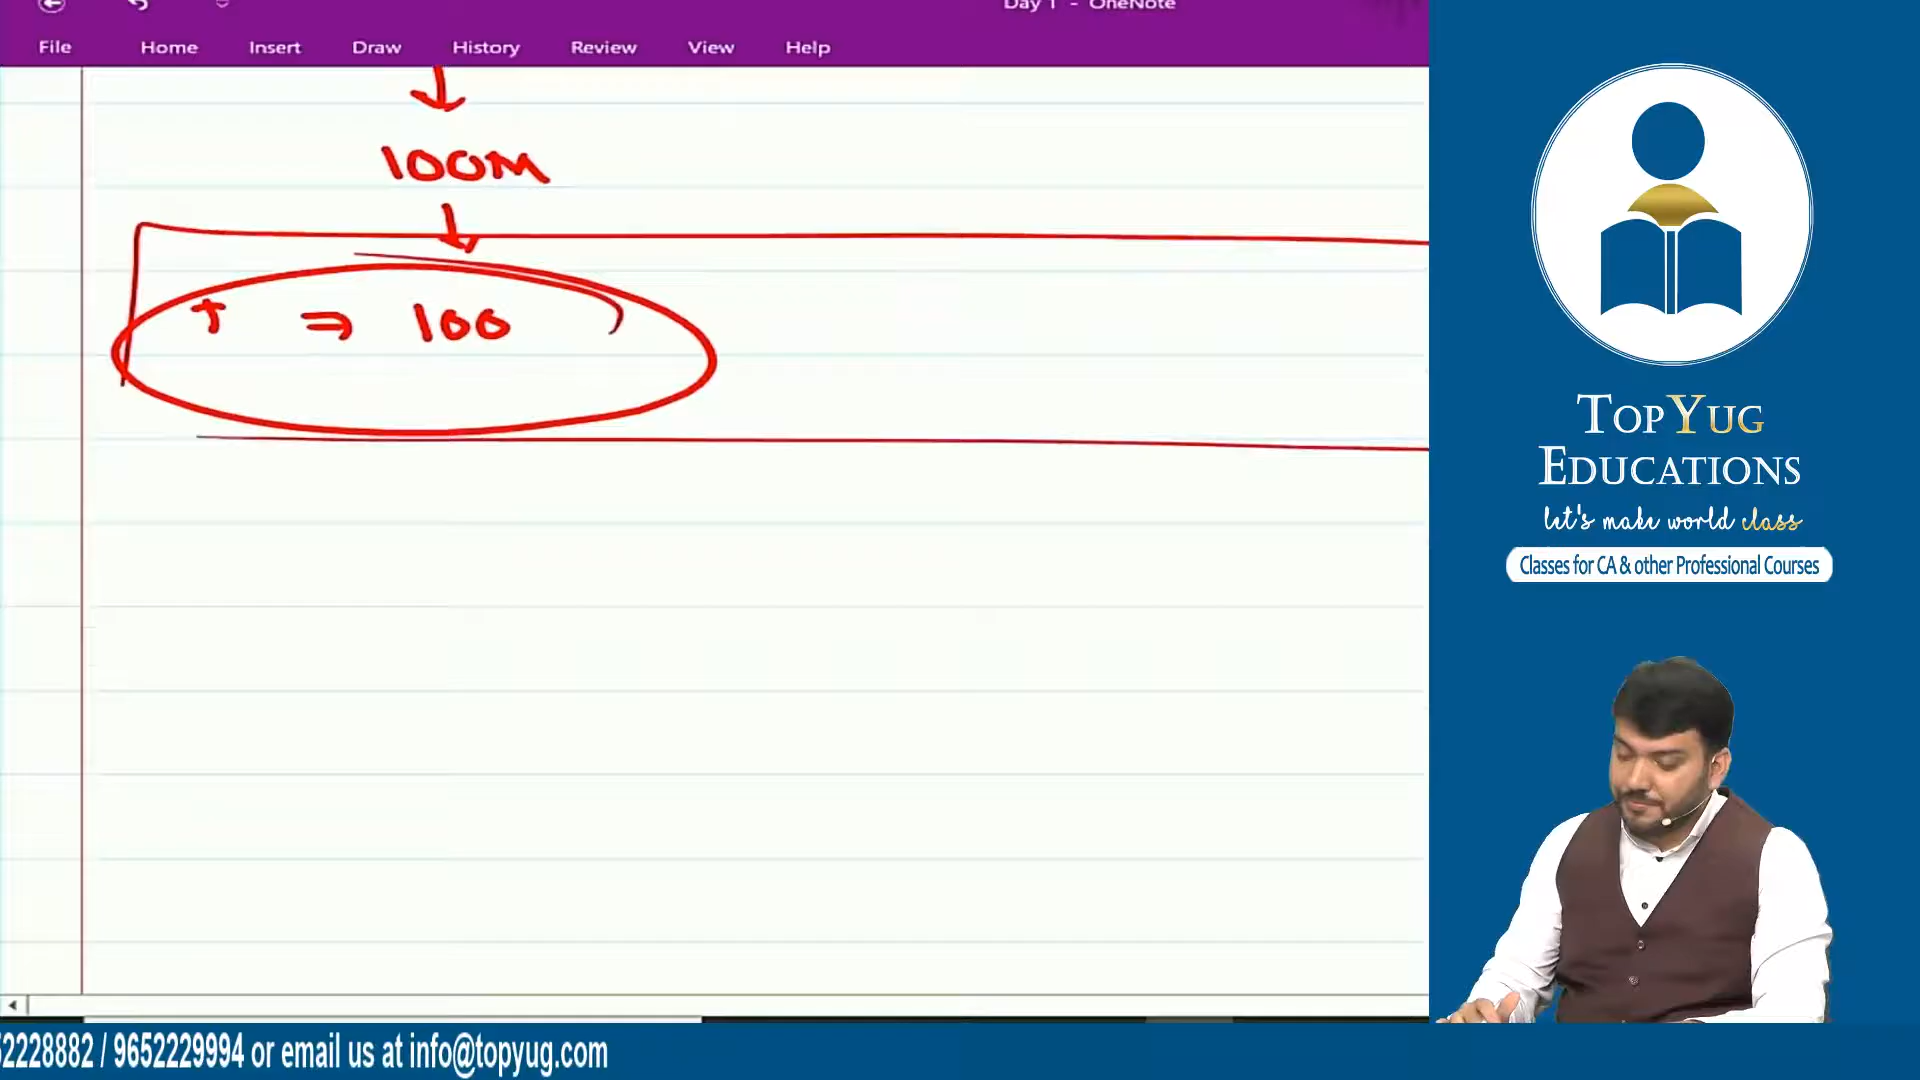 Day 1 - OneNote
File Home Insert Draw History Review View Help
100M
+ ⇒ 100
TOPYUG
EDUCATIONS
let's make world class
Classes for CA & other Professional Courses
2228882 / 9652229994 or email us at info@topyug.com